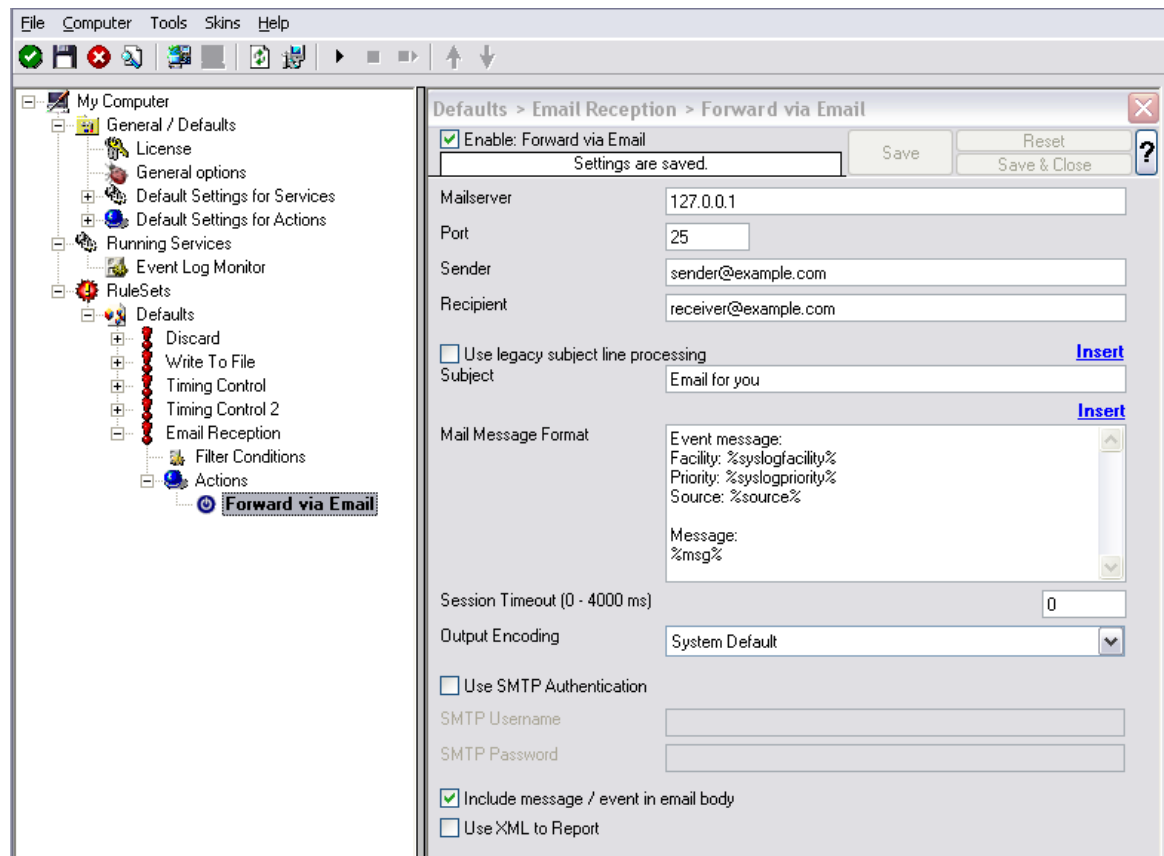 File Computer Tools Skins Help
My Computer
General / Defaults
License
General options
Default Settings for Services
Default Settings for Actions
Running Services
Event Log Monitor
RuleSets
Defaults
Discard
Write To File
Timing Control
Timing Control 2
Email Reception
Filter Conditions
Actions
Forward via Email
Defaults > Email Reception > Forward via Email
Enable: Forward via Email
Settings are saved.
Save
Reset
Save & Close
?
Mailserver 127.0.0.1
Port 25
Sender sender@example.com
Recipient receiver@example.com
Use legacy subject line processing Insert
Subject Email for you
Insert
Mail Message Format Event message:
Facility: %syslogfacility%
Priority: %syslogpriority%
Source: %source%
Message:
%msg%
Session Timeout (0 - 4000 ms) 0
Output Encoding System Default
Use SMTP Authentication
SMTP Username
SMTP Password
Include message / event in email body
Use XML to Report